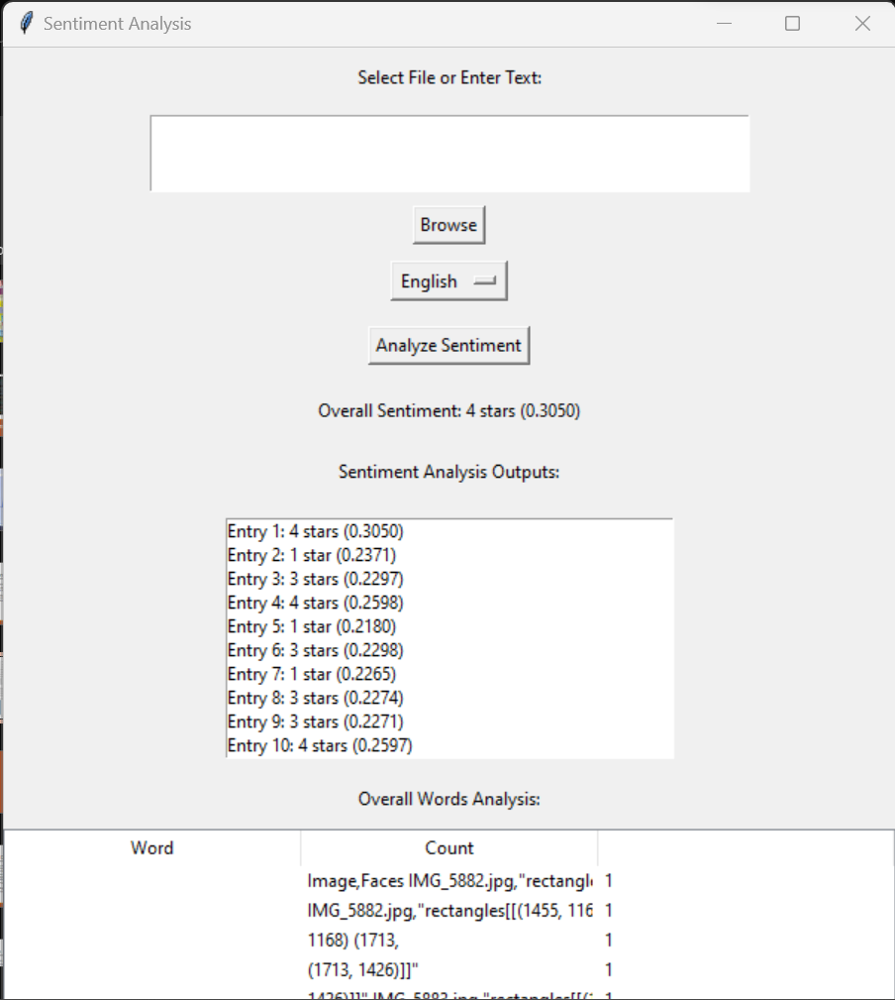 Sentiment Analysis
Select File or Enter Text:
Browse
English
Analyze Sentiment
Overall Sentiment: 4 stars (0.3050)
Sentiment Analysis Outputs:
Entry 1: 4 stars (0.3050)
Entry 2: 1 star (0.2371)
Entry 3: 3 stars (0.2297)
Entry 4: 4 stars (0.2598)
Entry 5: 1 star (0.2180)
Entry 6: 3 stars (0.2298)
Entry 7: 1 star (0.2265)
Entry 8: 3 stars (0.2274)
Entry 9: 3 stars (0.2271)
Entry 10: 4 stars (0.2597)
Overall Words Analysis:
Word Count
Image,Faces IMG_5882.jpg,"rectangl 1
IMG_5882.jpg,"rectangles[[(1455, 116 1
1168) (1713, 1
(1713, 1426)]]" 1
1426)]]" IMG_5883.jpg,"rectangles[[( 1